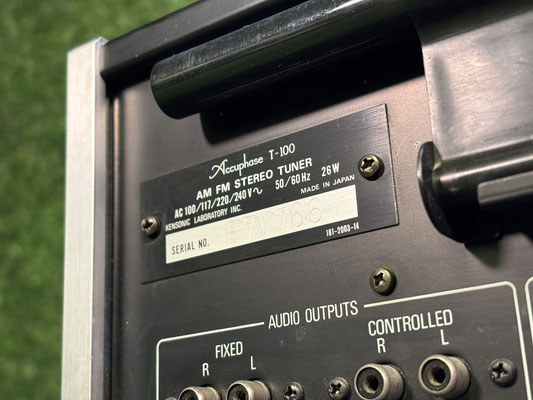 Accuphase T-100
AM FM STEREO TUNER
AC 100/117/220/240V~ 50/60Hz 26W
KENSONIC LABORATORY INC. MADE IN JAPAN
SERIAL NO.
181-2003-14
AUDIO OUTPUTS
FIXED CONTROLLED
R L R L